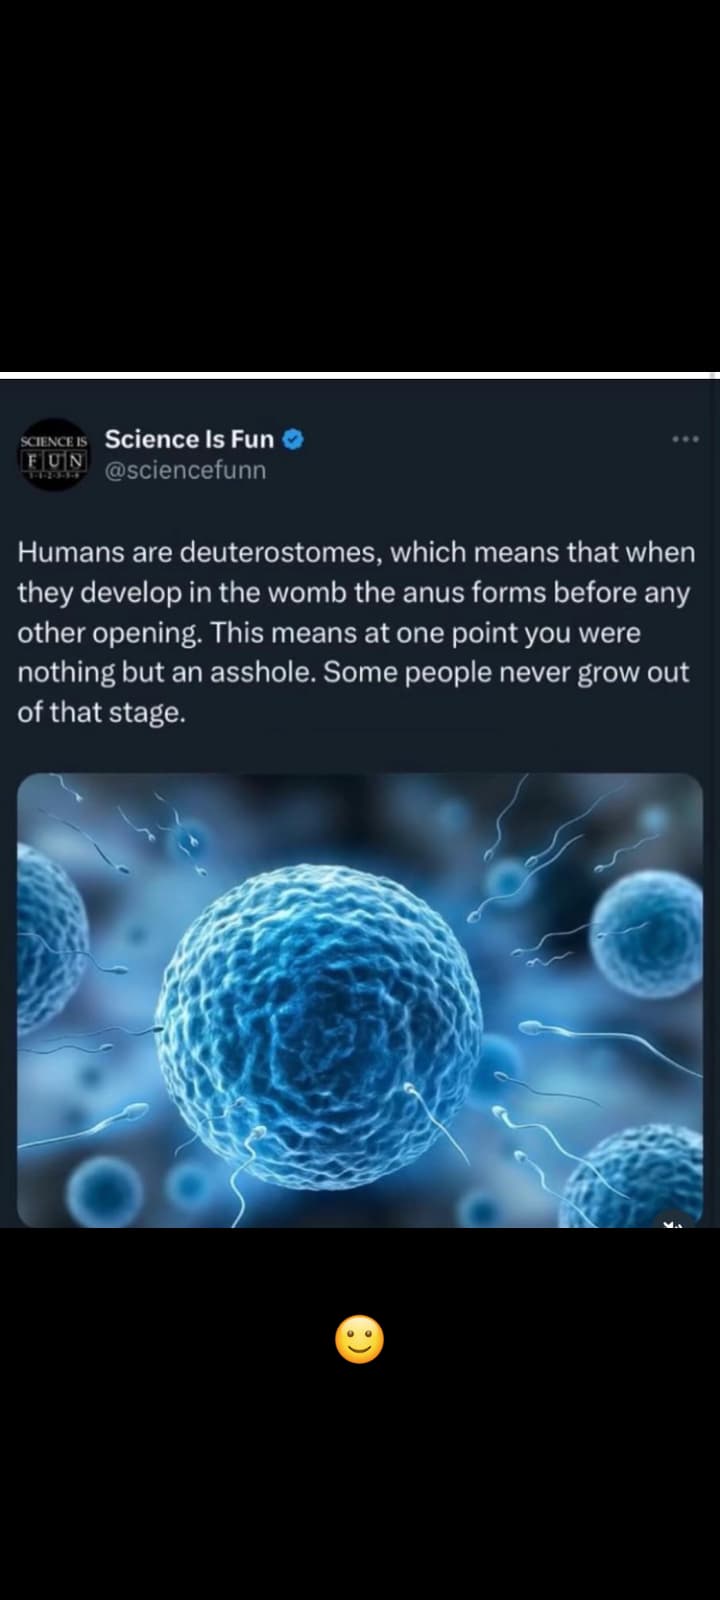 SCIENCE IS
FUN
Science Is Fun
@sciencefunn
Humans are deuterostomes, which means that when
they develop in the womb the anus forms before any
other opening. This means at one point you were
nothing but an asshole. Some people never grow out
of that stage.